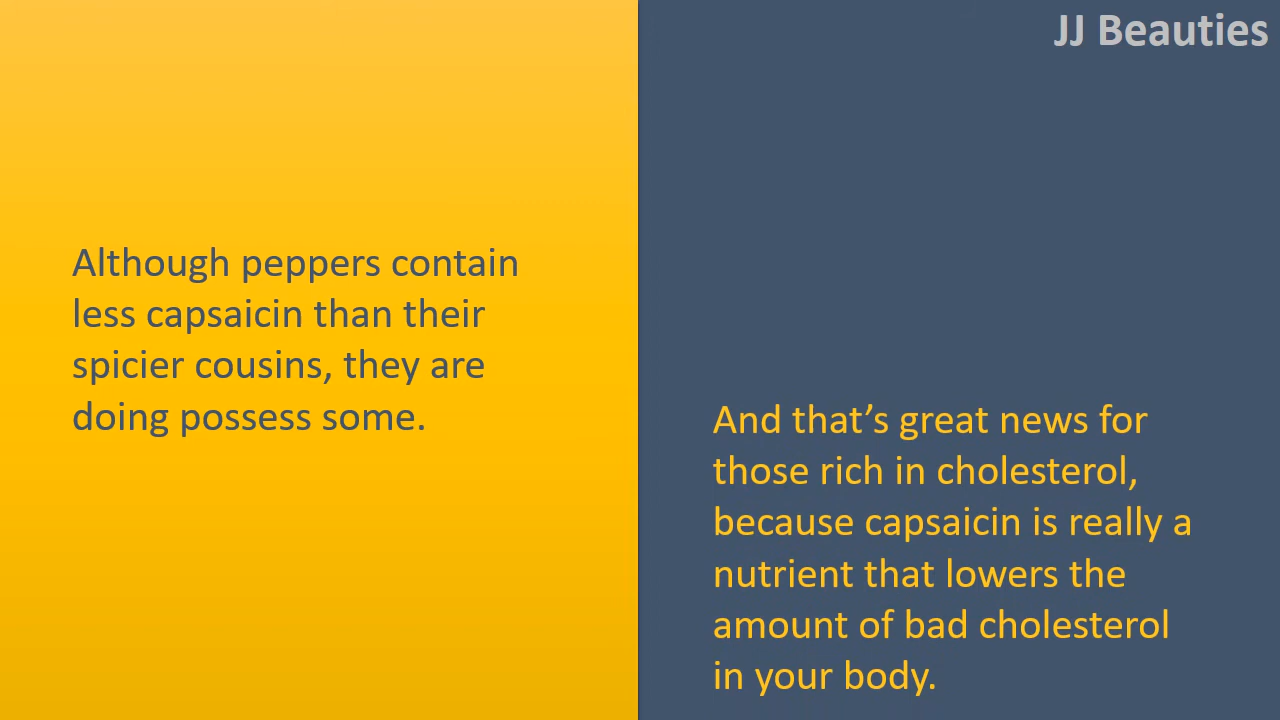 JJ Beauties
Although peppers contain
less capsaicin than their
spicier cousins, they are
doing possess some.
And that’s great news for
those rich in cholesterol,
because capsaicin is really a
nutrient that lowers the
amount of bad cholesterol
in your body.